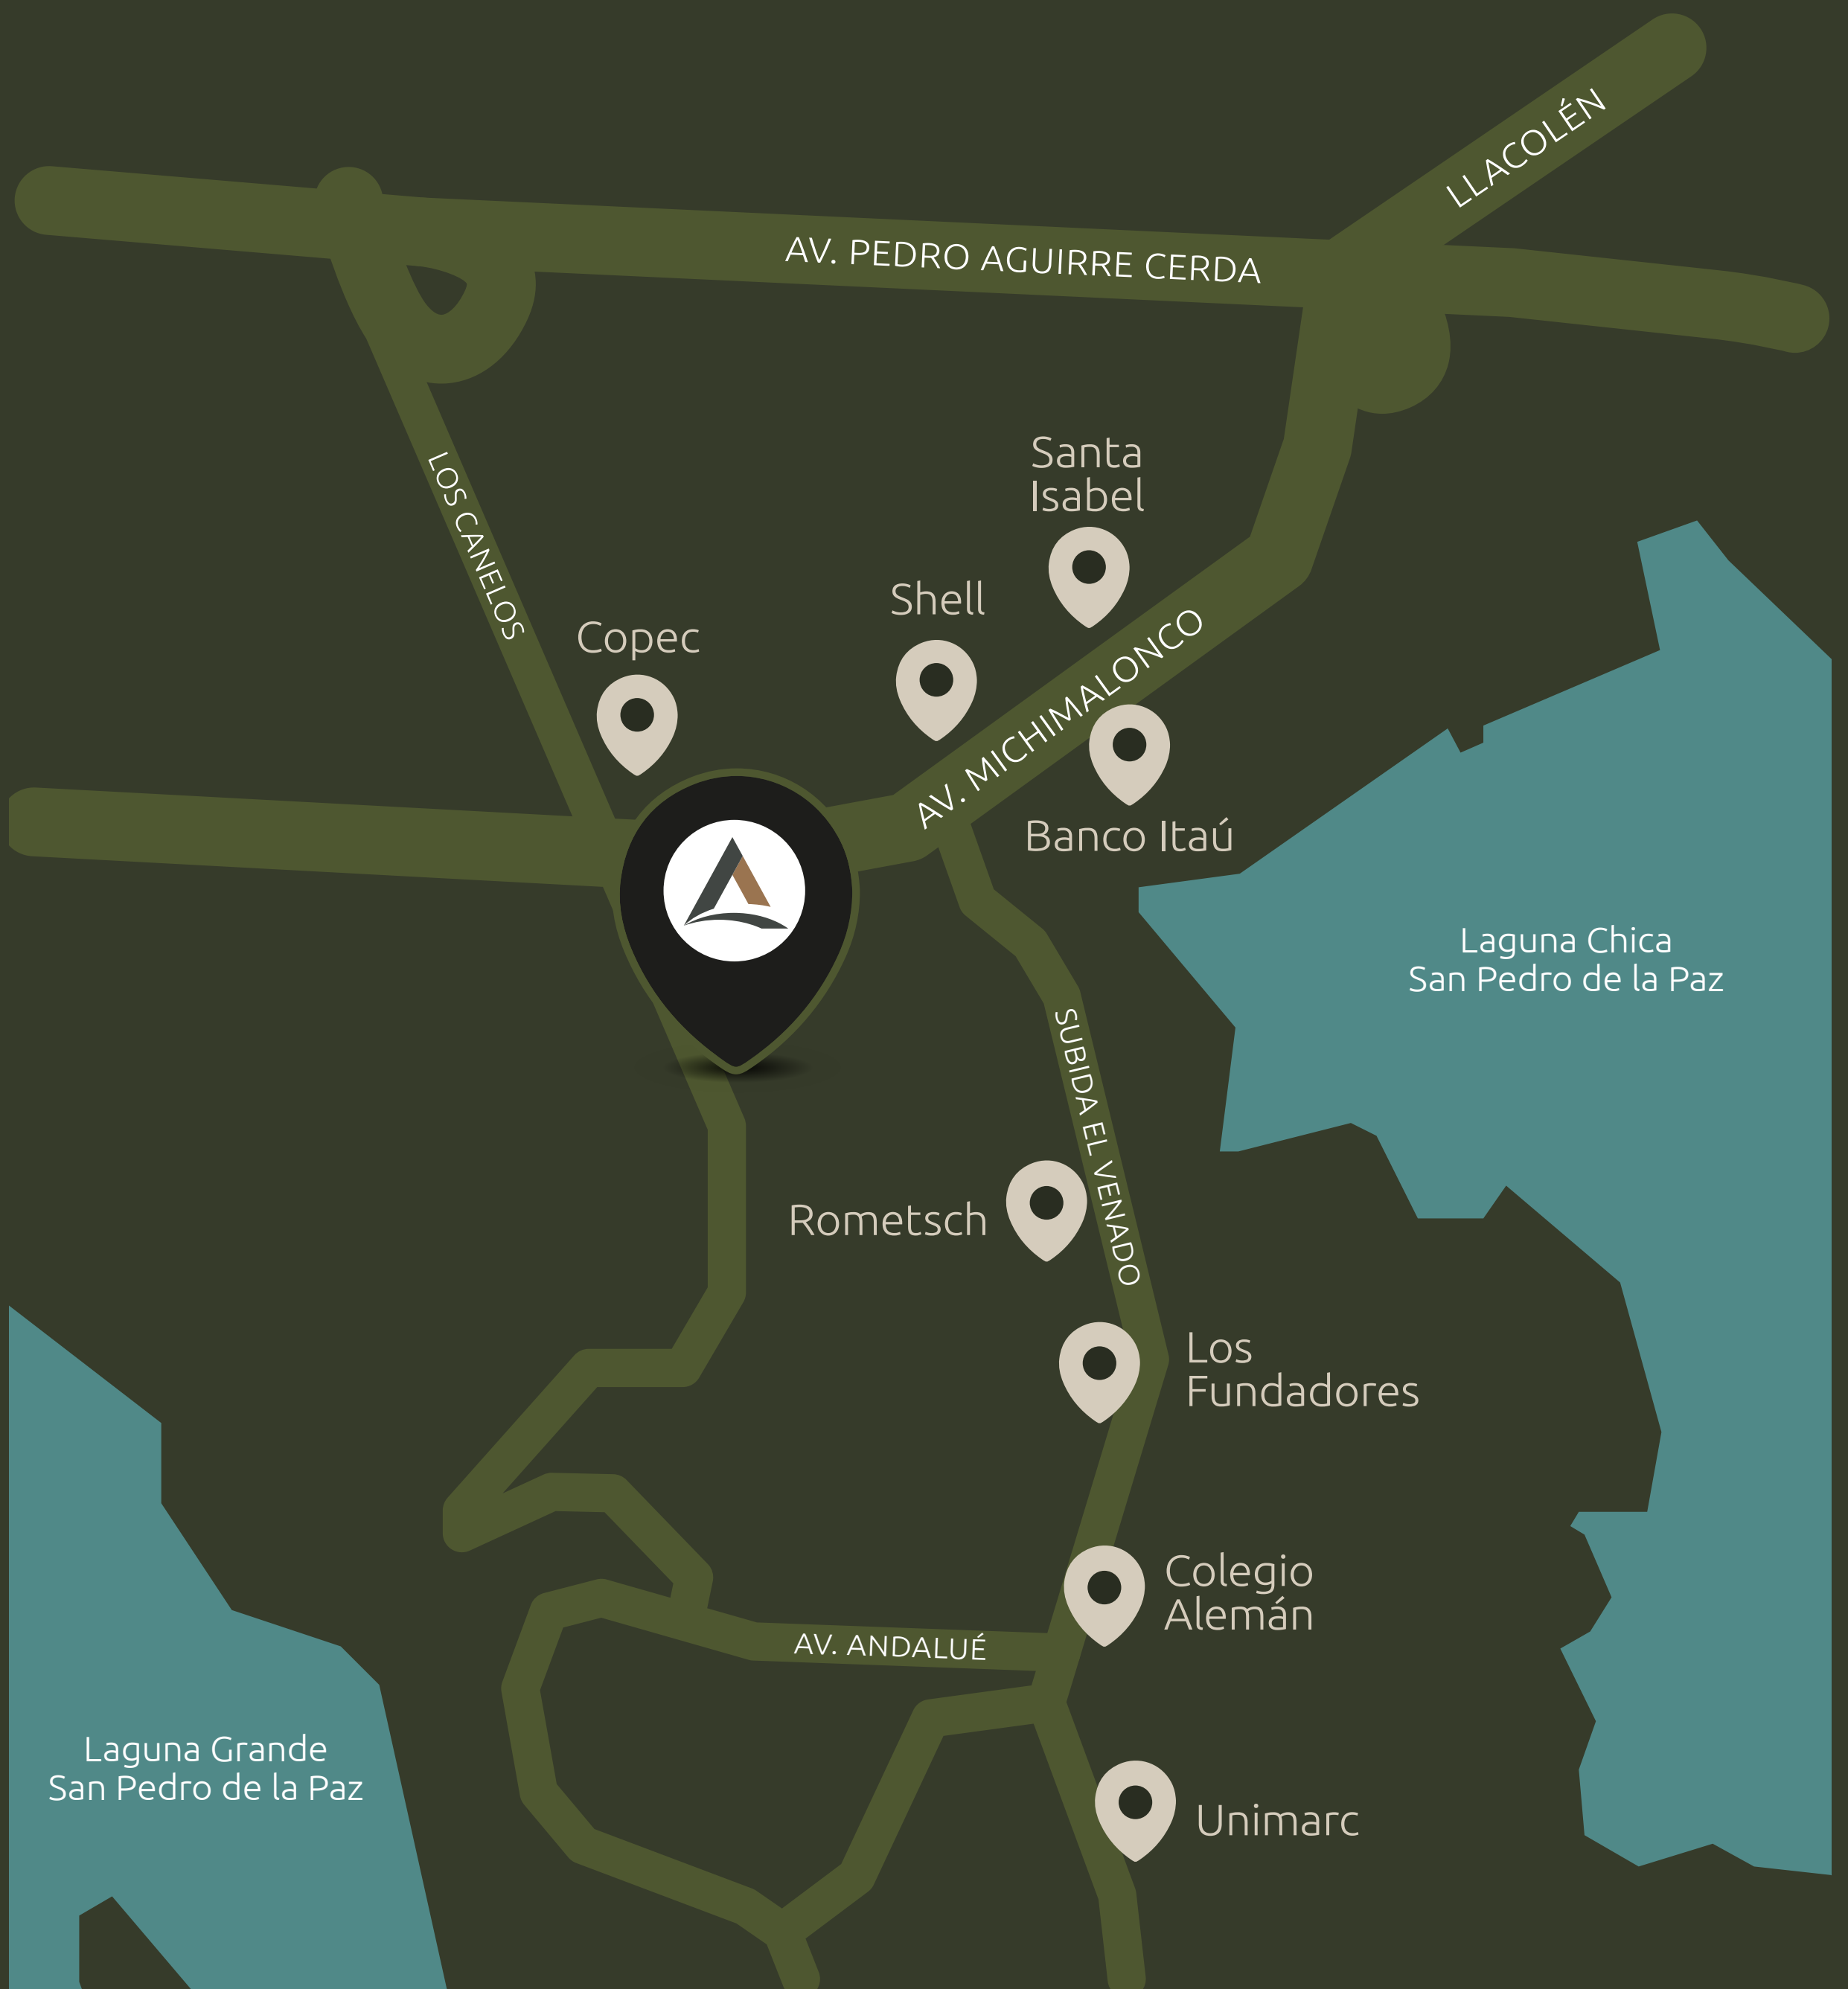 LLACOLÉN
AV. PEDRO AGUIRRE CERDA
LOS CANELOS
Santa
Isabel
Shell
Copec
AV. MICHIMALONCO
Banco Itaú
Laguna Chica
San Pedro de la Paz
SUBIDA EL VENADO
Rometsch
Los
Fundadores
Colegio
Alemán
AV. ANDALUÉ
Laguna Grande
San Pedro de la Paz
Unimarc